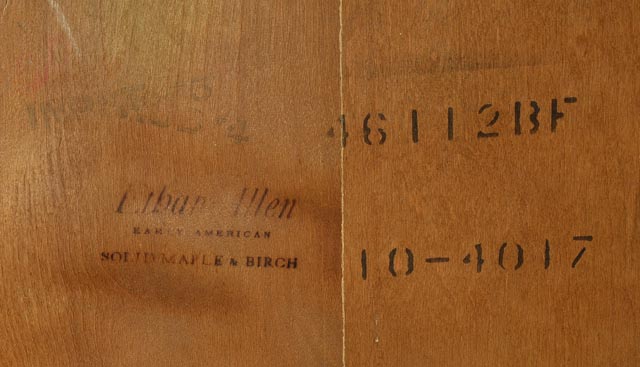 46112BF
Ethan Allen
EARLY AMERICAN
SOLID MAPLE & BIRCH
10-4017